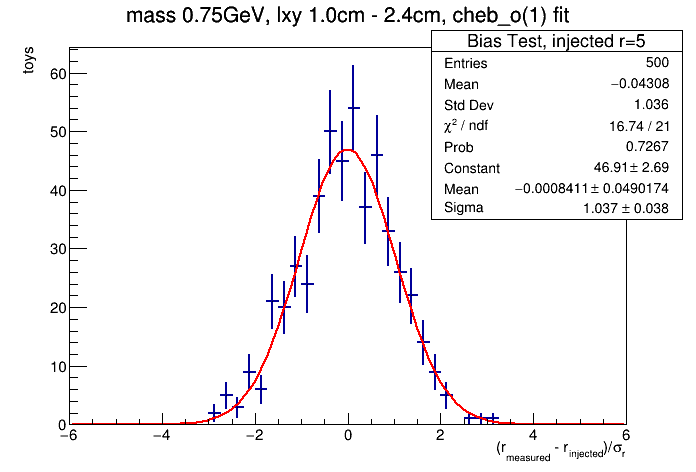 mass 0.75GeV, lxy 1.0cm - 2.4cm, cheb_o(1) fit
toys
Bias Test, injected r=5
Entries 500
Mean −0.04308
Std Dev 1.036
χ² / ndf 16.74 / 21
Prob 0.7267
Constant 46.91 ± 2.69
Mean −0.0008411 ± 0.0490174
Sigma 1.037 ± 0.038
60
50
40
30
20
10
0
−6 −4 −2 0 2 4 6
(r_measured - r_injected)/σ_r